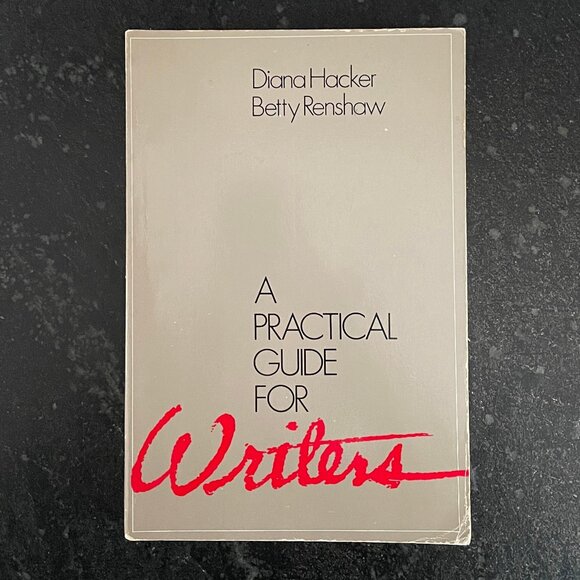 Diana Hacker
Betty Renshaw
A
PRACTICAL
GUIDE
FOR
Writers